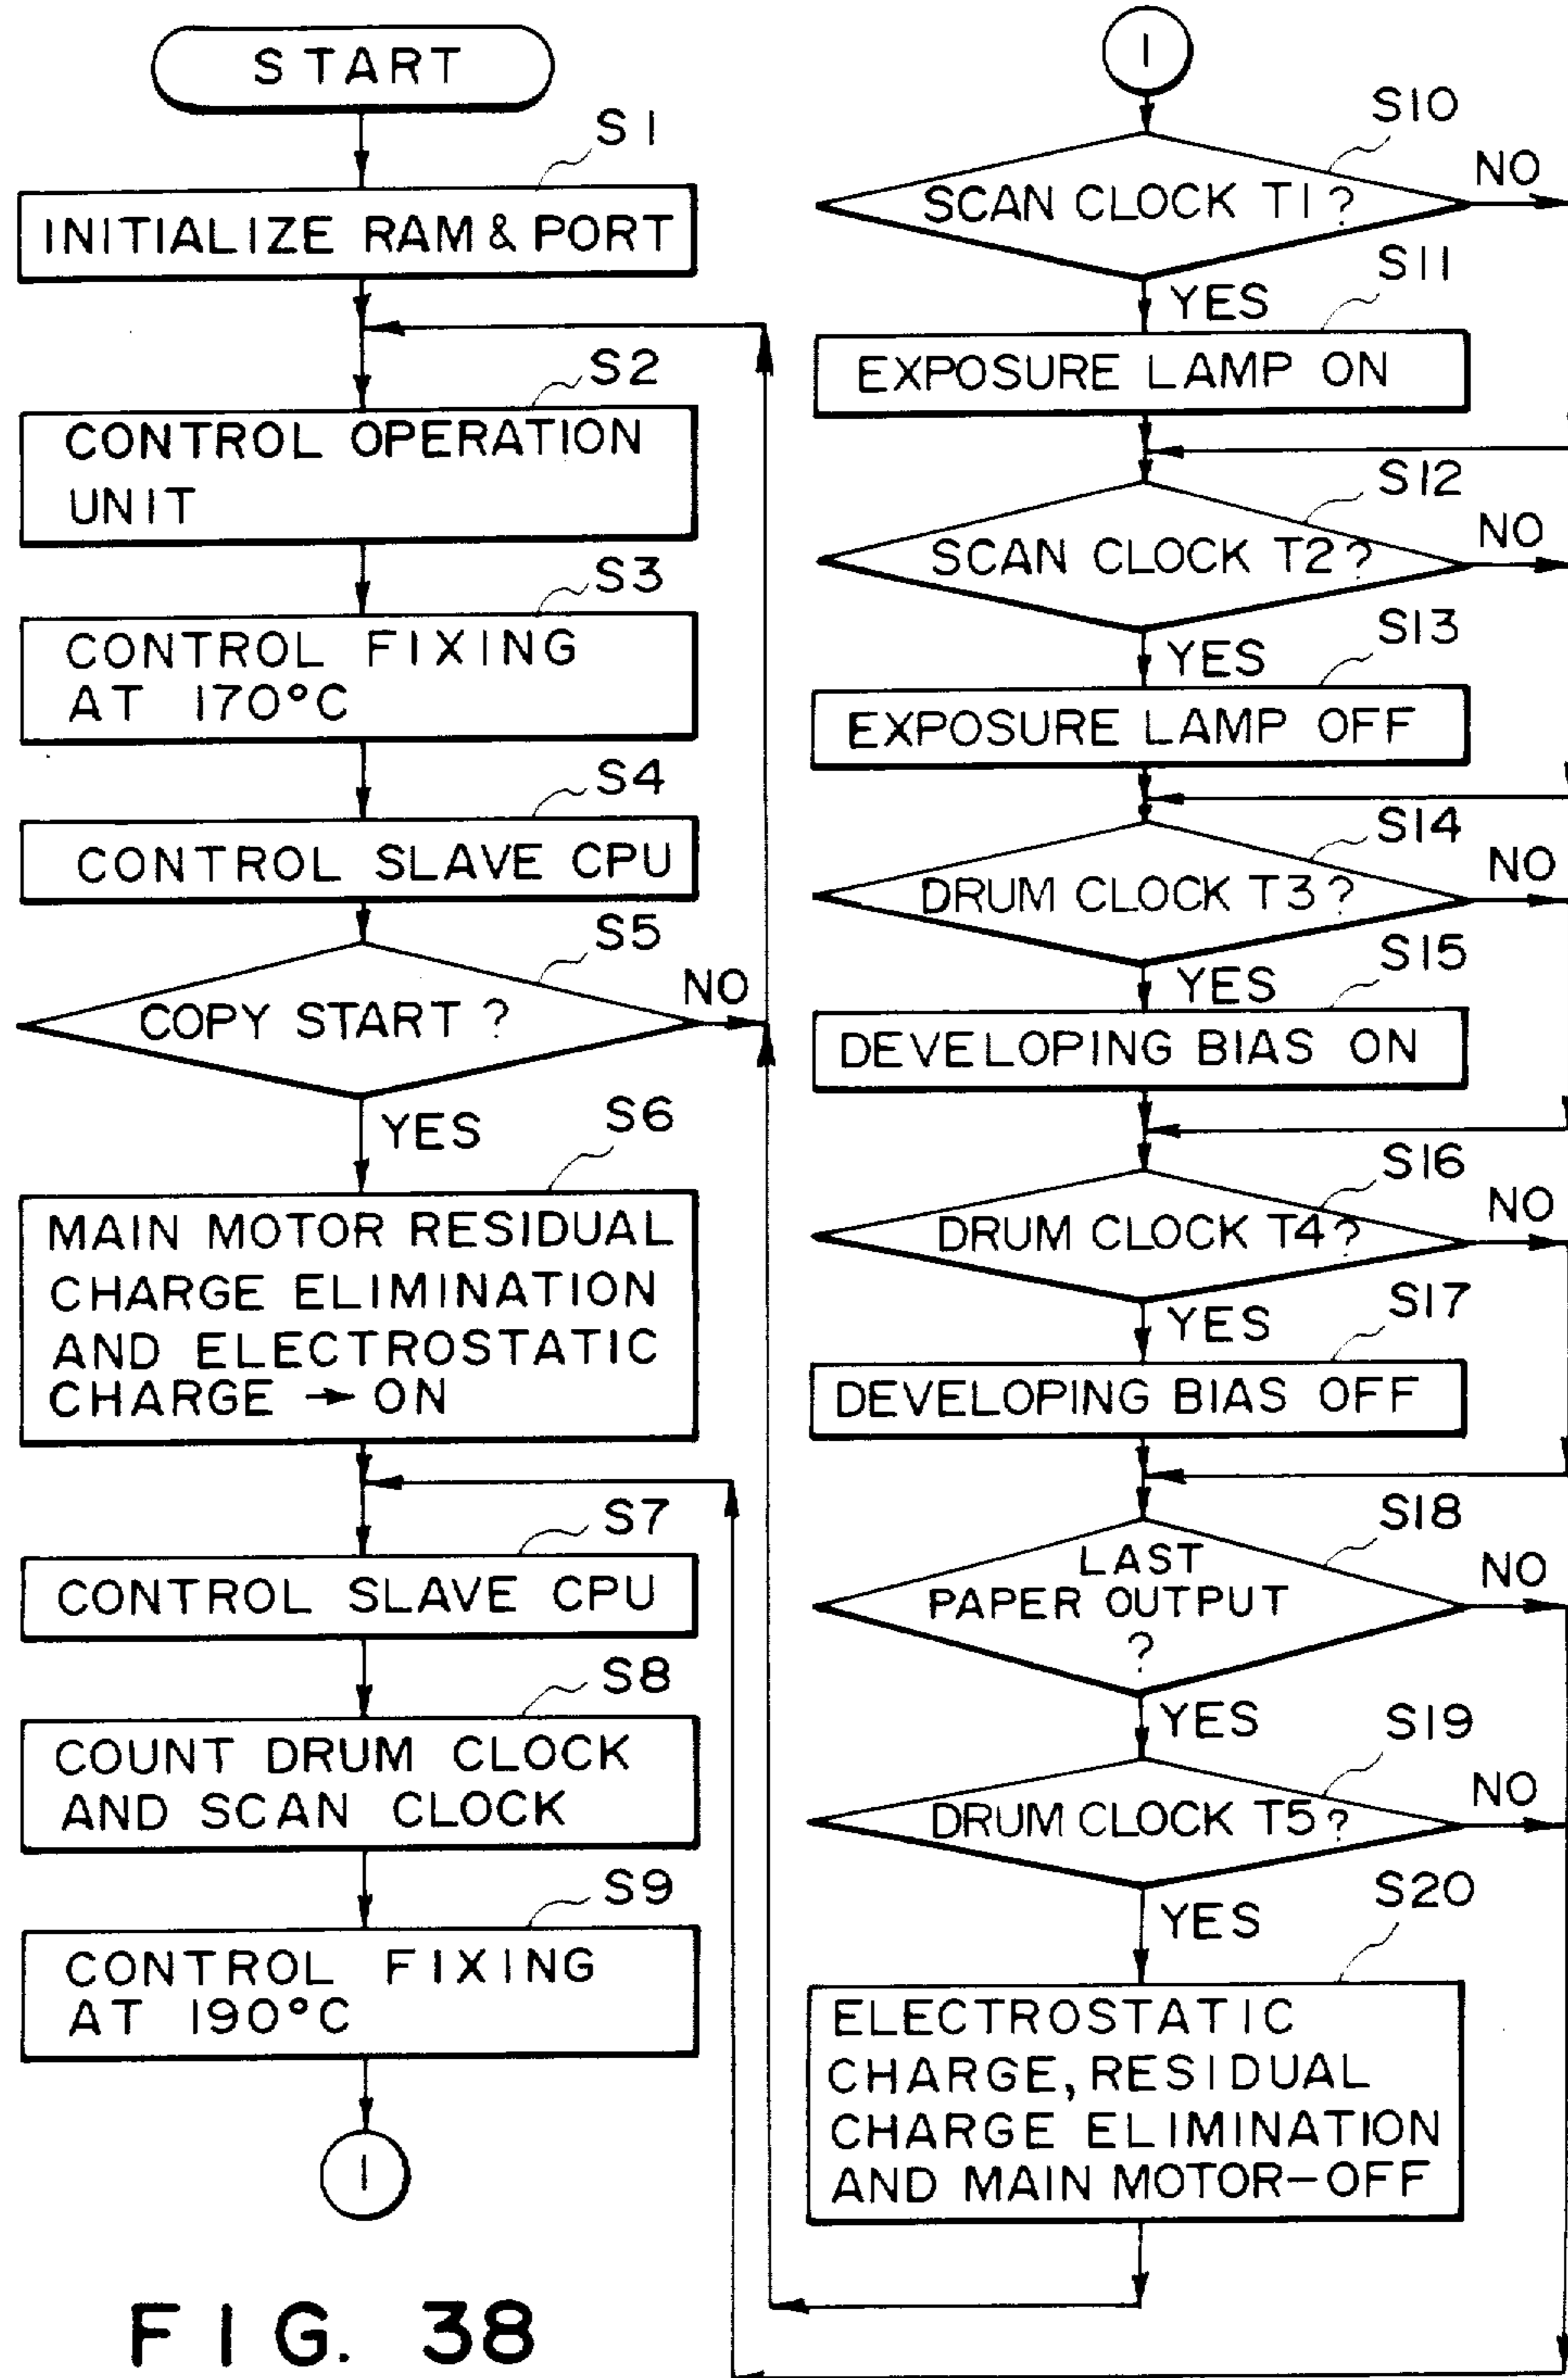 START
S1
INITIALIZE RAM & PORT
S2
CONTROL OPERATION
UNIT
S3
CONTROL FIXING
AT 170°C
S4
CONTROL SLAVE CPU
S5
COPY START ?
NO
YES
S6
MAIN MOTOR RESIDUAL
CHARGE ELIMINATION
AND ELECTROSTATIC
CHARGE → ON
S7
CONTROL SLAVE CPU
S8
COUNT DRUM CLOCK
AND SCAN CLOCK
S9
CONTROL FIXING
AT 190°C
1
1
S10
SCAN CLOCK T1 ?
NO
YES
S11
EXPOSURE LAMP ON
S12
SCAN CLOCK T2 ?
NO
YES
S13
EXPOSURE LAMP OFF
S14
DRUM CLOCK T3 ?
NO
YES
S15
DEVELOPING BIAS ON
S16
DRUM CLOCK T4 ?
NO
YES
S17
DEVELOPING BIAS OFF
S18
LAST
PAPER OUTPUT
?
NO
YES
S19
DRUM CLOCK T5 ?
NO
YES
S20
ELECTROSTATIC
CHARGE, RESIDUAL
CHARGE ELIMINATION
AND MAIN MOTOR-OFF
FIG. 38